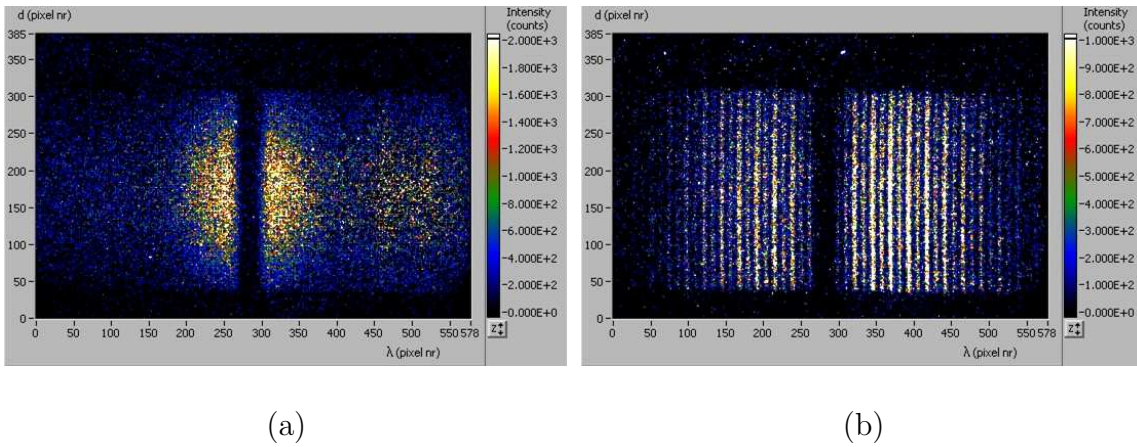 d (pixel nr)
Intensity
(counts)
385
350
300
250
200
150
100
50
0
2.000E+3
1.800E+3
1.600E+3
1.400E+3
1.200E+3
1.000E+3
8.000E+2
6.000E+2
4.000E+2
2.000E+2
0.000E+0
0 50 100 150 200 250 300 350 400 450 500 550 578
λ (pixel nr)
Z
(a)
d (pixel nr)
Intensity
(counts)
385
350
300
250
200
150
100
50
0
1.000E+3
9.000E+2
8.000E+2
7.000E+2
6.000E+2
5.000E+2
4.000E+2
3.000E+2
2.000E+2
1.000E+2
0.000E+0
0 50 100 150 200 250 300 350 400 450 500 550 578
λ (pixel nr)
Z
(b)